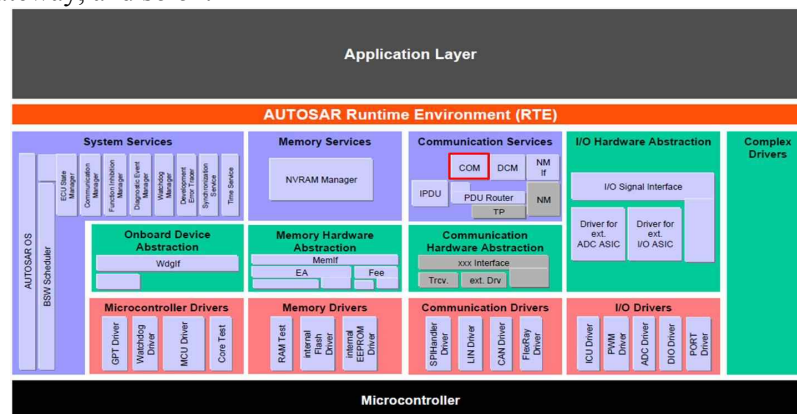 Application Layer
AUTOSAR Runtime Environment (RTE)
System Services
AUTOSAR OS
BSW Scheduler
ECU State
Manager
Communication
Manager
Function Inhibition
Manager
Diagnostic Event
Manager
Watchdog
Manager
Development
Error Tracer
Synchronization
Service
Time Service
Memory Services
NVRAM Manager
Communication Services
COM
DCM
NM
If
IPDU
PDU Router
NM
TP
I/O Hardware Abstraction
I/O Signal Interface
Driver for
ext.
ADC ASIC
Driver for
ext.
I/O ASIC
Complex
Drivers
Onboard Device
Abstraction
WdgIf
Memory Hardware
Abstraction
MemIf
EA
Fee
Communication
Hardware Abstraction
xxx Interface
Trcv.
ext. Drv
Microcontroller Drivers
GPT Driver
Watchdog
Driver
MCU Driver
Core Test
Memory Drivers
RAM Test
internal
Flash Driver
internal
EEPROM
Driver
Communication Drivers
SPIHandler
Driver
LIN Driver
CAN Driver
FlexRay
Driver
I/O Drivers
ICU Driver
PWM
Driver
ADC Driver
DIO Driver
PORT
Driver
Microcontroller